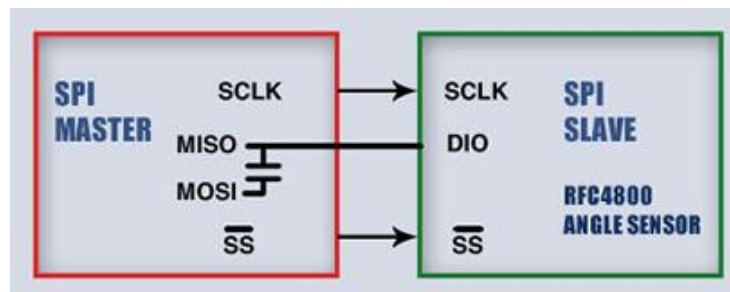 SPI
MASTER
SCLK
MISO
MOSI
SS
SCLK
DIO
SS
SPI
SLAVE
RFC4800
ANGLE SENSOR